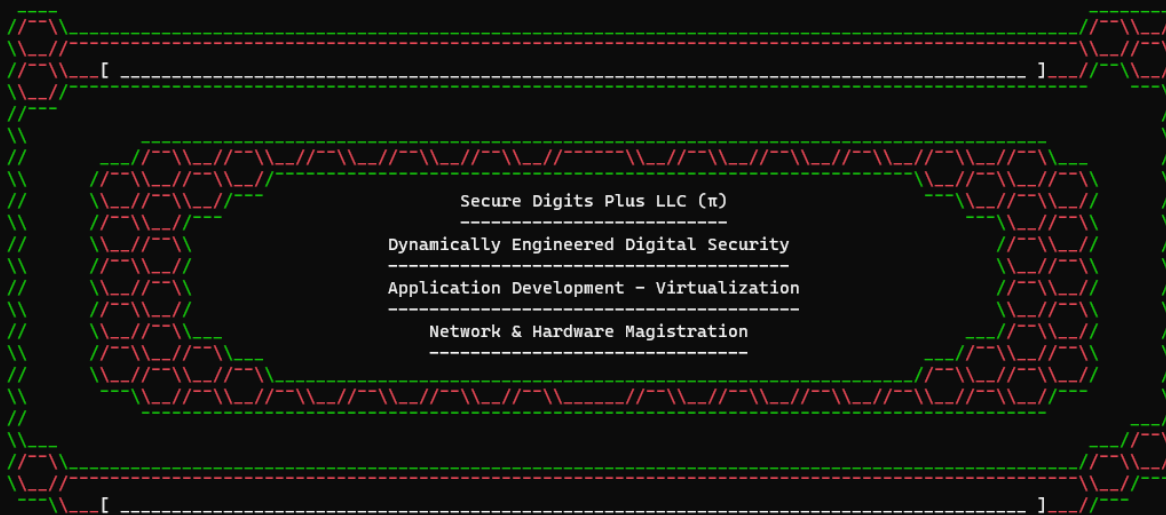 Secure Digits Plus LLC (π)
Dynamically Engineered Digital Security
Application Development - Virtualization
Network & Hardware Magistration